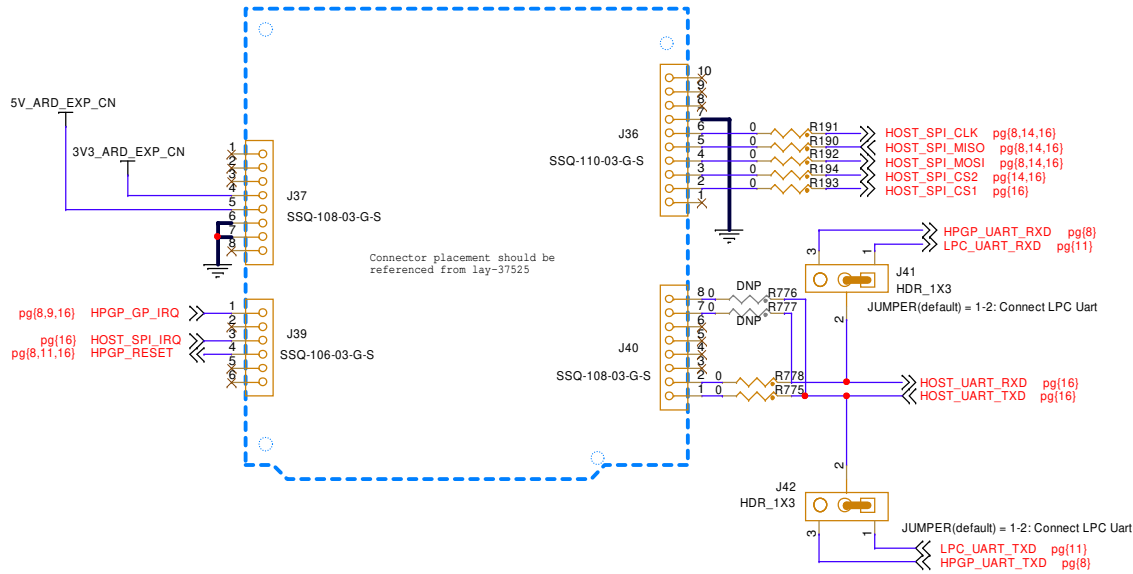 5V_ARD_EXP_CN
3V3_ARD_EXP_CN
1
2
3
4
5
6
7
8
J37
SSQ-108-03-G-S
10
9
8
7
6
5
4
3
2
1
J36
SSQ-110-03-G-S
0 R191 HOST_SPI_CLK pg{8,14,16}
0 R190 HOST_SPI_MISO pg{8,14,16}
0 R192 HOST_SPI_MOSI pg{8,14,16}
0 R194 HOST_SPI_CS2 pg{14,16}
0 R193 HOST_SPI_CS1 pg{16}
Connector placement should be
referenced from lay-37525
HPGP_UART_RXD pg{8}
LPC_UART_RXD pg{11}
3
1
J41
HDR_1X3
JUMPER(default) = 1-2: Connect LPC Uart
2
pg{8,9,16} HPGP_GP_IRQ
pg{16} HOST_SPI_IRQ
pg{8,11,16} HPGP_RESET
1
2
3
4
5
6
J39
SSQ-106-03-G-S
8
7
6
5
4
3
2
1
J40
SSQ-108-03-G-S
DNP
0 R776
0 R777
DNP
0 R778
0 R775
HOST_UART_RXD pg{16}
HOST_UART_TXD pg{16}
2
J42
HDR_1X3
JUMPER(default) = 1-2: Connect LPC Uart
3
1
LPC_UART_TXD pg{11}
HPGP_UART_TXD pg{8}